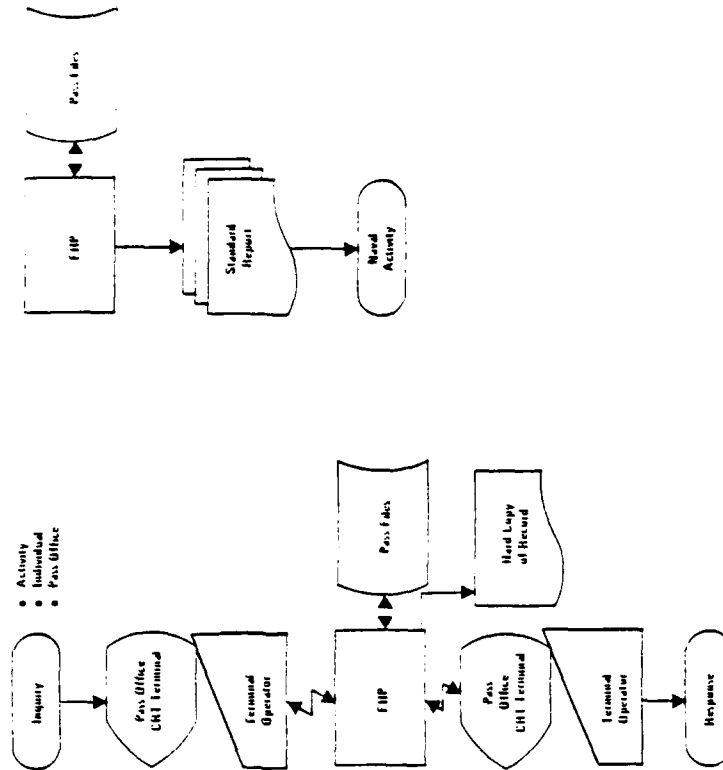 Inquiry
• Activity
• Individual
• Pass Office
Pass Office
CRT Terminal
Terminal
Operator
FHP
Pass Files
Hard Copy
of Record
Pass
Office
CRT Terminal
Terminal
Operator
Response
FHP
Pass Files
Standard
Report
Naval
Activity